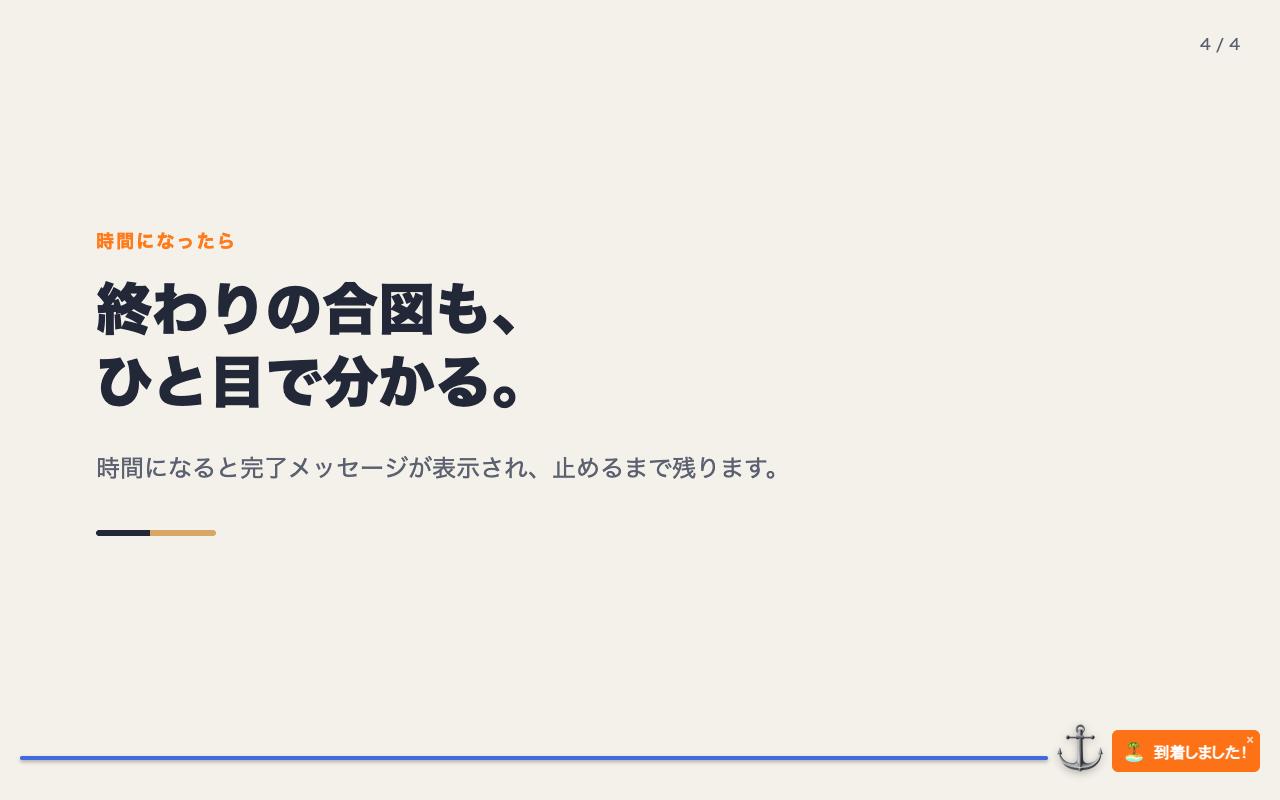 4 / 4
時間になったら
終わりの合図も、
ひと目で分かる。
時間になると完了メッセージが表示され、止めるまで残ります。
到着しました！
×